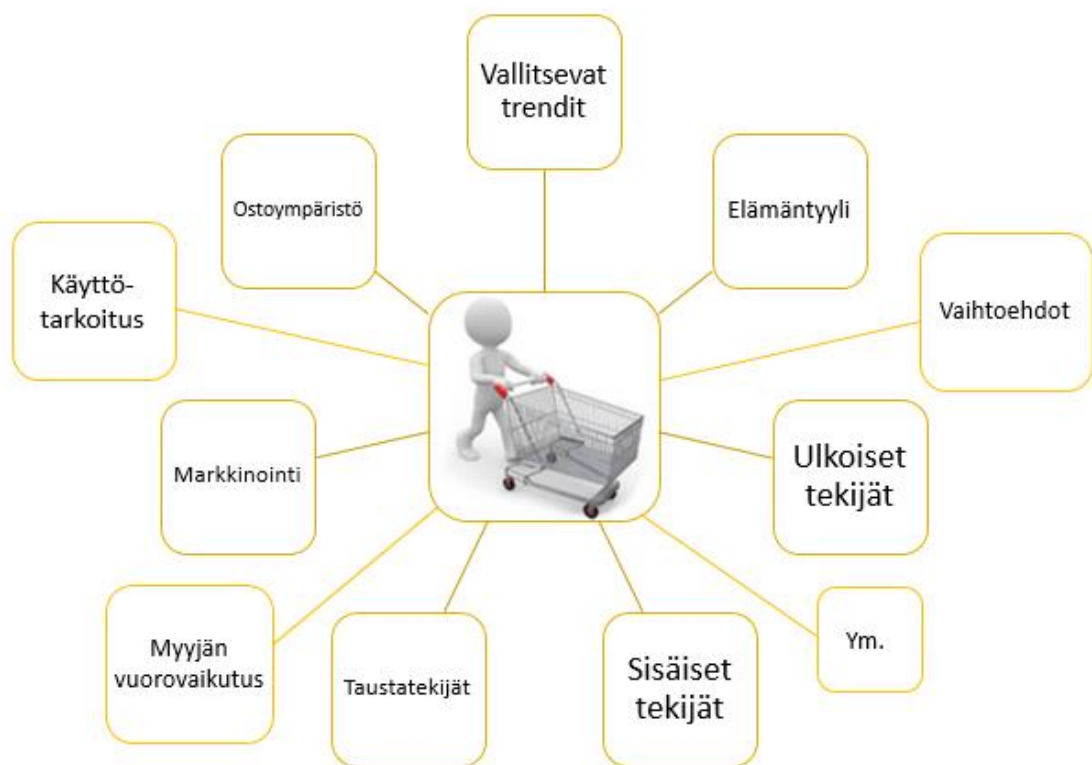 Vallitsevat
trendit
Ostoympäristö
Elämäntyyli
Käyttö-
tarkoitus
Vaihtoehdot
Markkinointi
Ulkoiset
tekijät
Myyjän
vuorovaikutus
Taustatekijät
Sisäiset
tekijät
Ym.